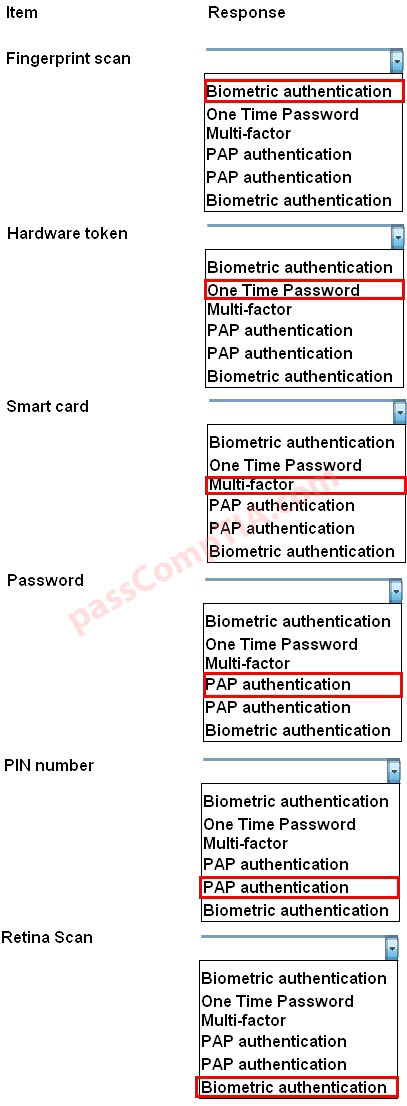 Item Response
Fingerprint scan
Biometric authentication
One Time Password
Multi-factor
PAP authentication
PAP authentication
Biometric authentication
Hardware token
Biometric authentication
One Time Password
Multi-factor
PAP authentication
PAP authentication
Biometric authentication
Smart card
Biometric authentication
One Time Password
Multi-factor
PAP authentication
PAP authentication
Biometric authentication
passCompTIA.com
Password
Biometric authentication
One Time Password
Multi-factor
PAP authentication
PAP authentication
Biometric authentication
PIN number
Biometric authentication
One Time Password
Multi-factor
PAP authentication
PAP authentication
Biometric authentication
Retina Scan
Biometric authentication
One Time Password
Multi-factor
PAP authentication
PAP authentication
Biometric authentication